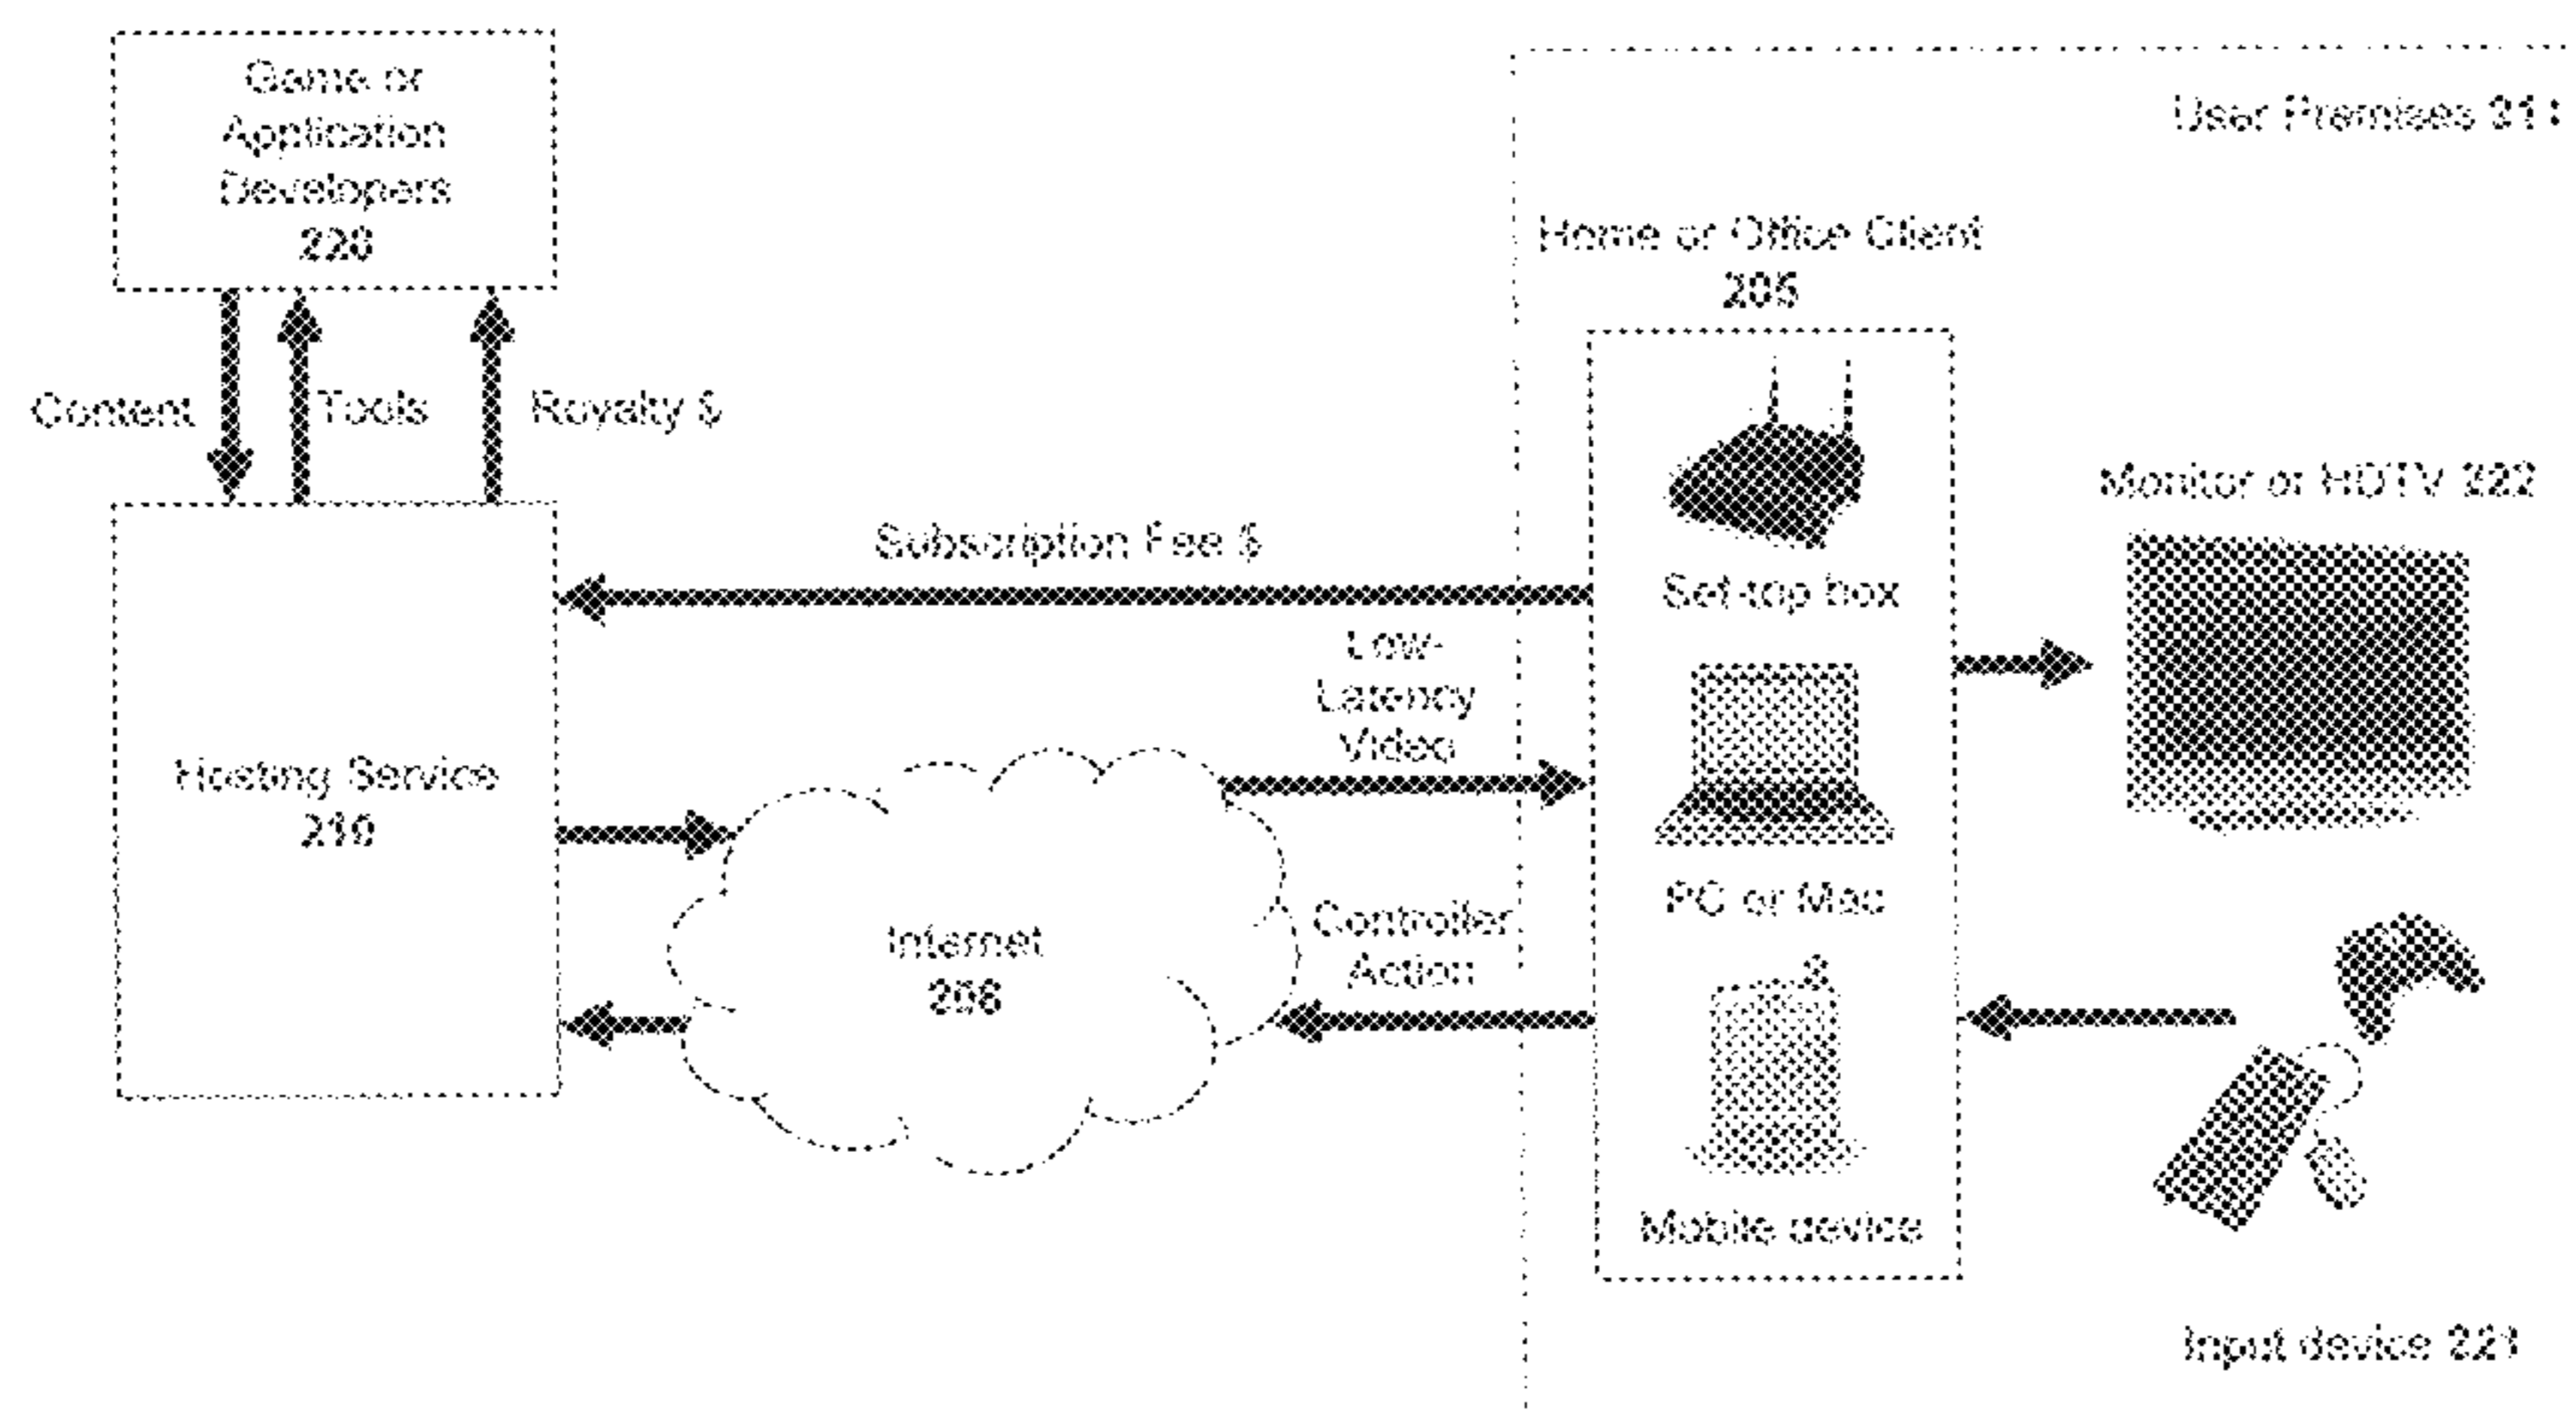 Game or
Application
Developers
220
User Premises 211
Home or Office Client
205
Content
Tools
Royalty $
Monitor or HDTV 222
Subscription Fee $
Set-top box
Low-
Latency
Video
Hosting Service
210
PC or Mac
Controller
Action
Internet
206
Mobile device
Input device 221